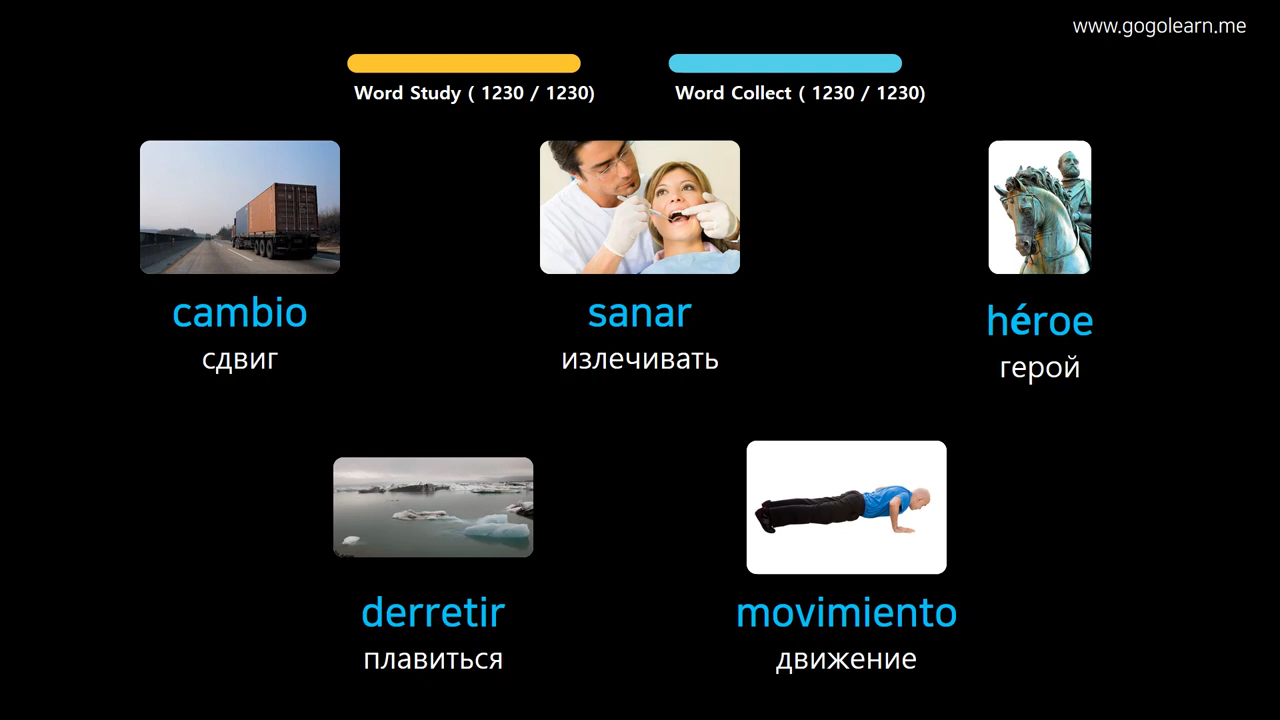 www.gogolearn.me
Word Study ( 1230 / 1230)
Word Collect ( 1230 / 1230)
cambio
сдвиг
sanar
излечивать
héroe
герой
derretir
плавиться
movimiento
движение